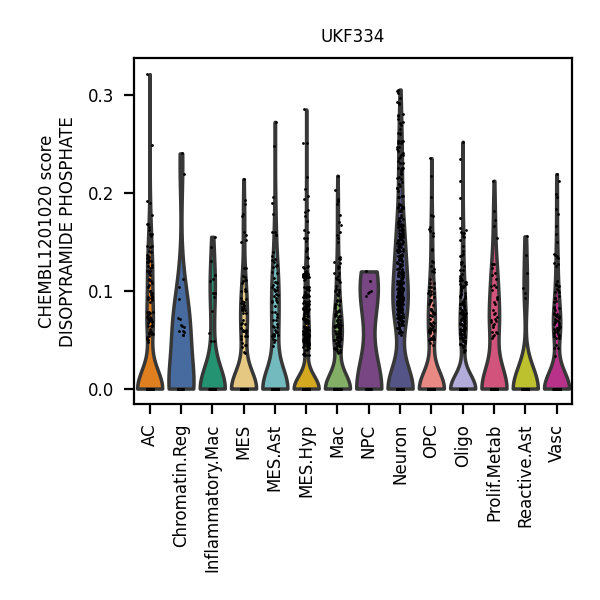 UKF334
CHEMBL1201020 score
DISOPYRAMIDE PHOSPHATE
0.3
0.2
0.1
0.0
AC
Chromatin.Reg
Inflammatory.Mac
MES
MES.Ast
MES.Hyp
Mac
NPC
Neuron
OPC
Oligo
Prolif.Metab
Reactive.Ast
Vasc